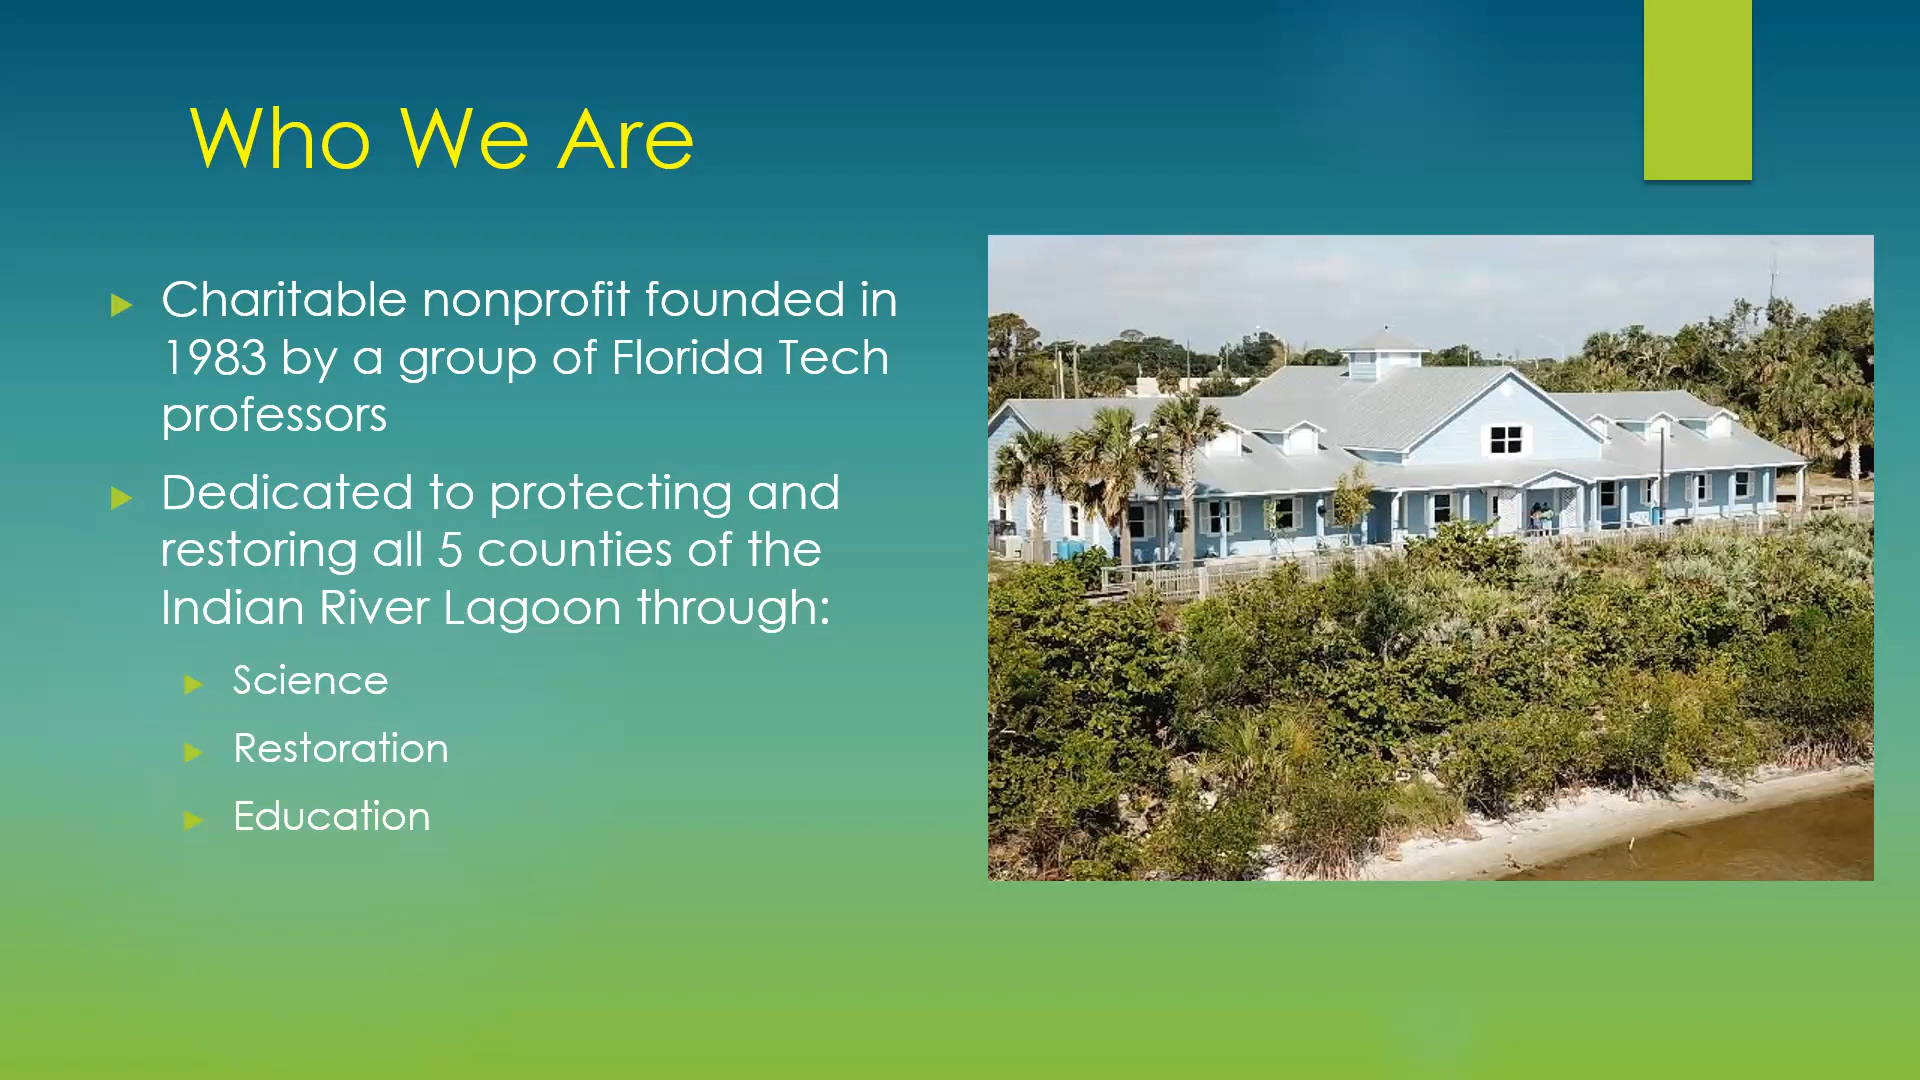 Who We Are
Charitable nonprofit founded in
1983 by a group of Florida Tech
professors
Dedicated to protecting and
restoring all 5 counties of the
Indian River Lagoon through:
Science
Restoration
Education